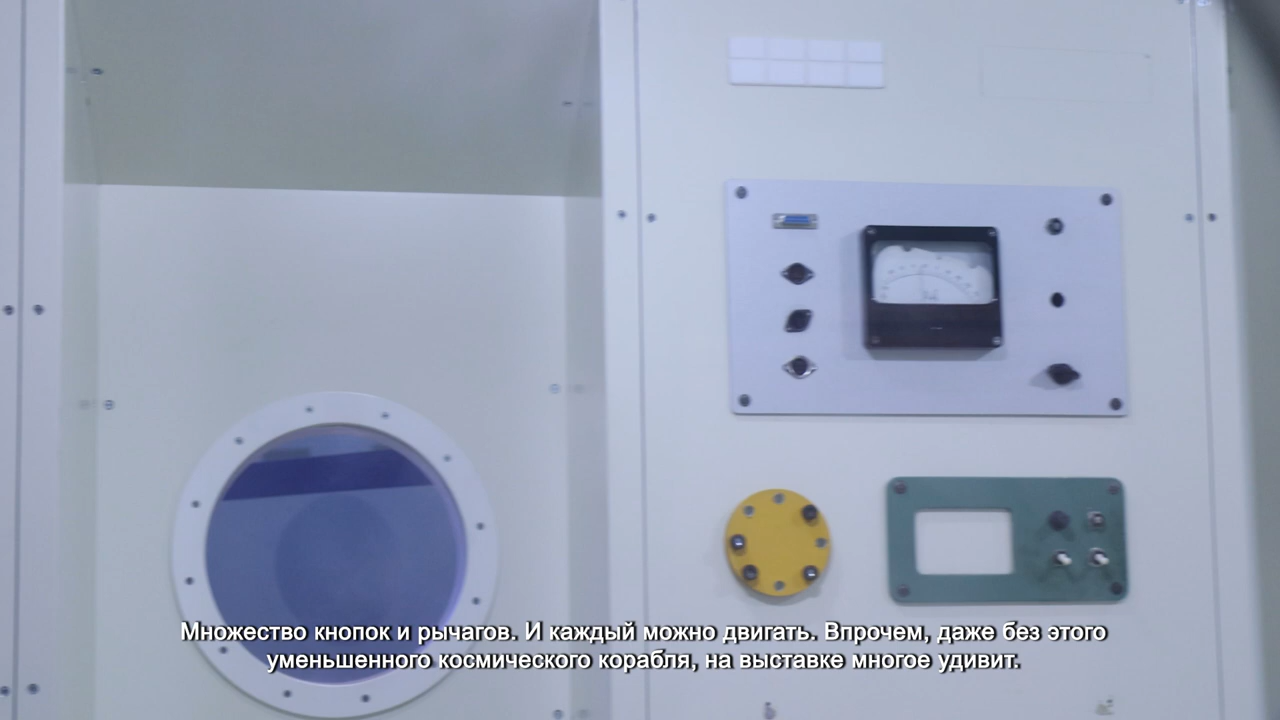 Множество кнопок и рычагов. И каждый можно двигать. Впрочем, даже без этого
уменьшенного космического корабля, на выставке многое удивит.